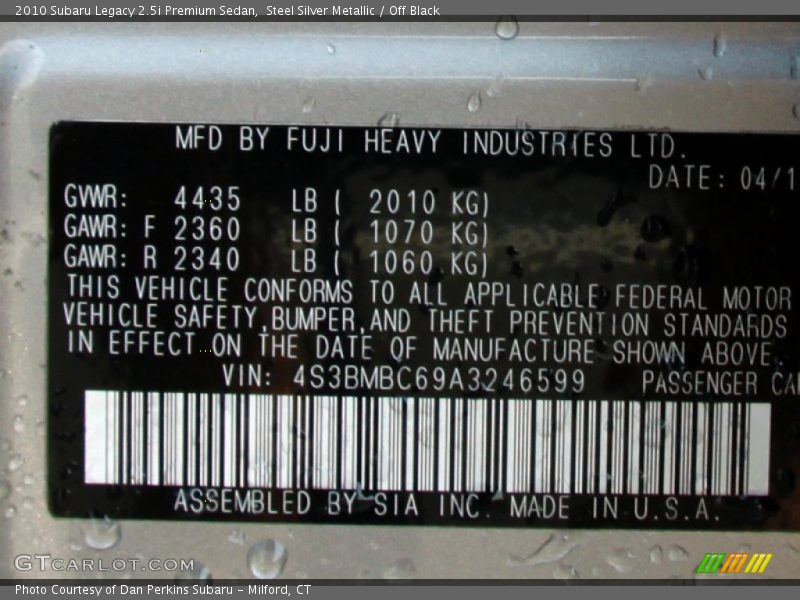 2010 Subaru Legacy 2.5i Premium Sedan,  Steel Silver Metallic / Off Black
MFD BY FUJI HEAVY INDUSTRIES LTD.
DATE: 04/1
GVWR: 4435 LB ( 2010 KG)
GAWR: F 2360 LB ( 1070 KG)
GAWR: R 2340 LB ( 1060 KG)
THIS VEHICLE CONFORMS TO ALL APPLICABLE FEDERAL MOTOR
VEHICLE SAFETY,BUMPER,AND THEFT PREVENTION STANDARDS
IN EFFECT ON THE DATE OF MANUFACTURE SHOWN ABOVE.
VIN: 4S3BMBC69A3246599 PASSENGER CAR
ASSEMBLED BY SIA INC. MADE IN U.S.A.
GTCARLOT.COM
Photo Courtesy of Dan Perkins Subaru - Milford, CT